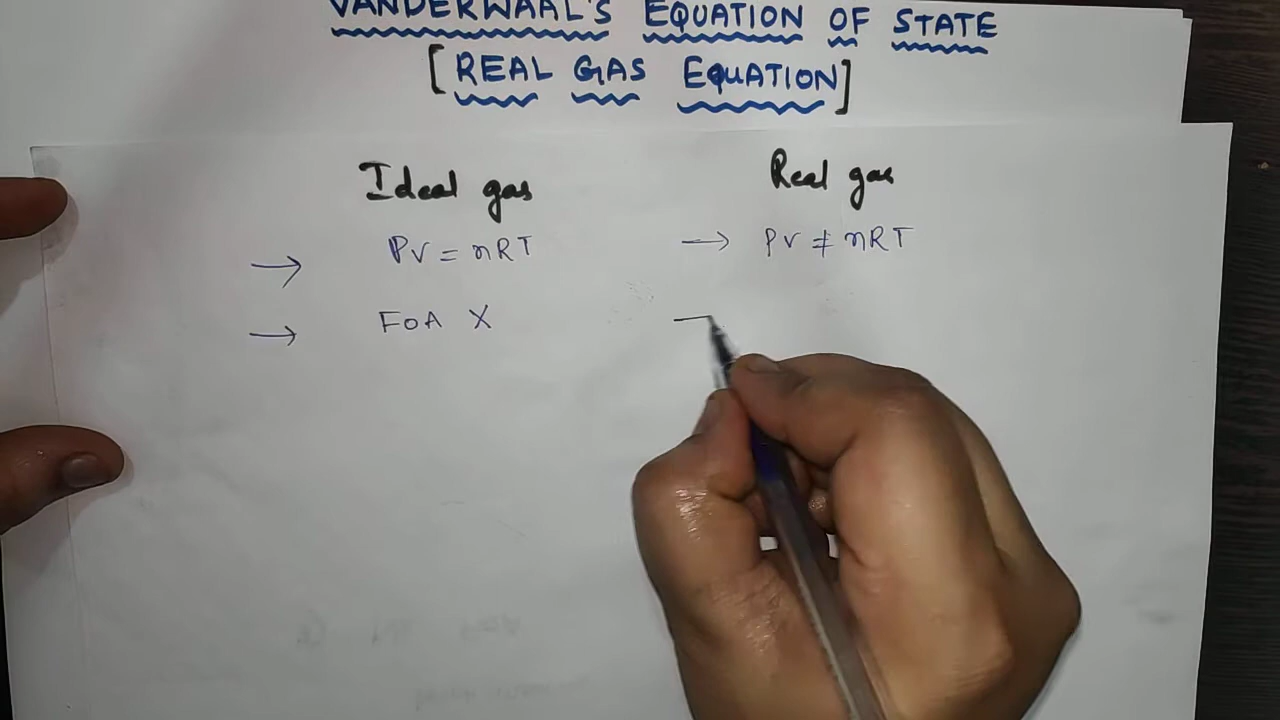 VANDERWAAL'S EQUATION OF STATE
[REAL GAS EQUATION]
Ideal gas Real gas
→ PV = nRT → PV ≠ nRT
→ FOA X